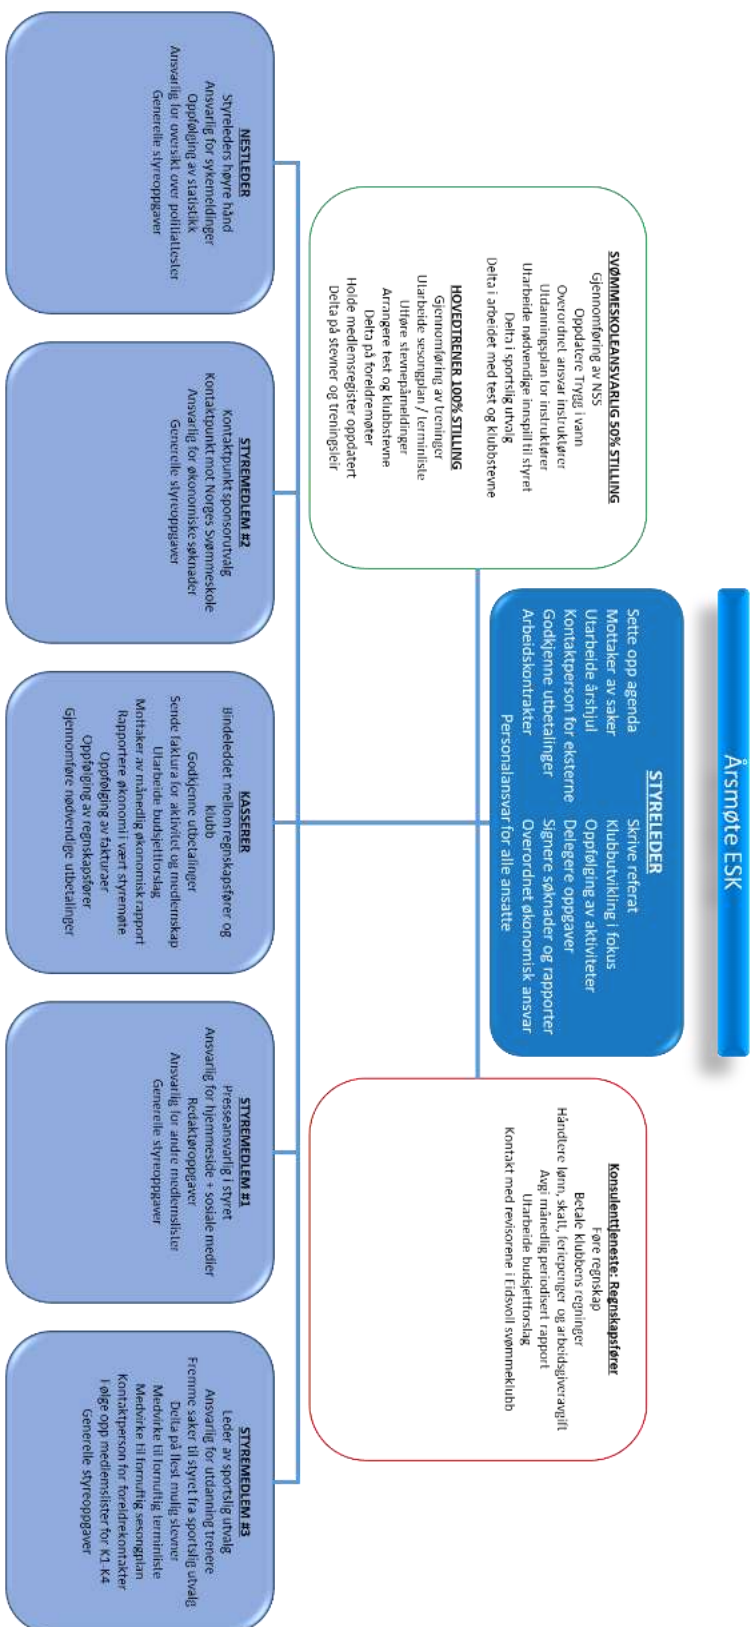 Årsmøte ESK
STYRELEDER
Sette opp agenda
Mottaker av saker
Utarbeide årshjul
Kontaktperson for eksterne
Godkjenne utbetalinger
Arbeidskontrakter
Skrive referat
Klubbutvikling i fokus
Oppfølging av aktiviteter
Delegere oppgaver
Signere søknader og rapporter
Overordnet økonomisk ansvar
Personalansvar for alle ansatte
SVØMMESKOLEANSVARLIG 50% STILLING
Gjennomføring av NSS
Oppdatere Trygg i vann
Overordnet ansvar instruktører
Utdanningsplan for instruktører
Utarbeide nødvendige innspill til styret
Delta i sportslig utvalg
Delta i arbeidet med test og klubbstevne
HOVEDTRENER 100% STILLING
Gjennomføring av treninger
Utarbeide sesongplan / terminliste
Utføre stevnepåmeldinger
Arrangere test og klubbstevne
Delta på foreldremøter
Holde medlemsregister oppdatert
Delta på stevner og treningsleir
Konsulenttjeneste: Regnskapsfører
Føre regnskap
Betale klubbens regninger
Håndtere lønn, skatt, feriepenger og arbeidsgiveravgift
Avgi månedlig periodisert rapport
Utarbeide budsjettforslag
Kontakt med revisorene i Eidsvoll svømmeklubb
NESTLEDER
Styreleders høyre hånd
Ansvarlig for sykemeldinger
Oppfølging av statistikk
Ansvarlig for oversikt over politiattester
Generelle styreoppgaver
STYREMEDLEM #2
Kontaktpunkt sponsorutvalg
Kontaktpunkt mot Norges Svømmeskole
Ansvarlig for økonomiske søknader
Generelle styreoppgaver
KASSERER
Bindeleddet mellom regnskapsfører og
klubb
Godkjenne utbetalinger
Sende faktura for aktivitet og medlemskap
Utarbeide budsjettforslag
Mottaker av månedlig økonomisk rapport
Rapportere økonomi i vært styremøte
Oppfølging av fakturaer
Oppfølging av regnskapsfører
Gjennomføre nødvendige utbetalinger
STYREMEDLEM #1
Presseansvarlig i styret
Ansvarlig for hjemmeside + sosiale medier
Redaktøroppgaver
Ansvarlig for andre medlemslister
Generelle styreoppgaver
STYREMEDLEM #3
Leder av sportslig utvalg
Ansvarlig for utdanning trenere
Fremme saker til styret fra sportslig utvalg
Delta på flest mulig stevner
Medvirke til fornuftig terminliste
Medvirke til fornuftig sesongplan
Kontaktperson for foreldrekontakter
Følge opp medlemslister for K1-K4
Generelle styreoppgaver